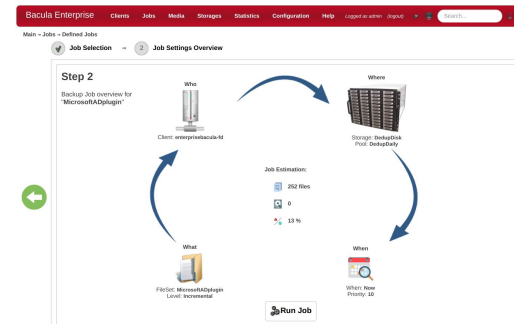 Bacula Enterprise Clients Jobs Media Storages Statistics Configuration Help Logged as admin (logout) Search...
Main » Jobs » Defined Jobs
Job Selection → 2 Job Settings Overview
Step 2
Backup Job overview for
"MicrosoftADplugin"
Who
Client: enterprisebacula-fd
Where
Storage: DedupDisk
Pool: DedupDaily
Job Estimation:
252 files
0
13 %
What
FileSet: MicrosoftADplugin
Level: Incremental
When
When: Now
Priority: 10
Run Job